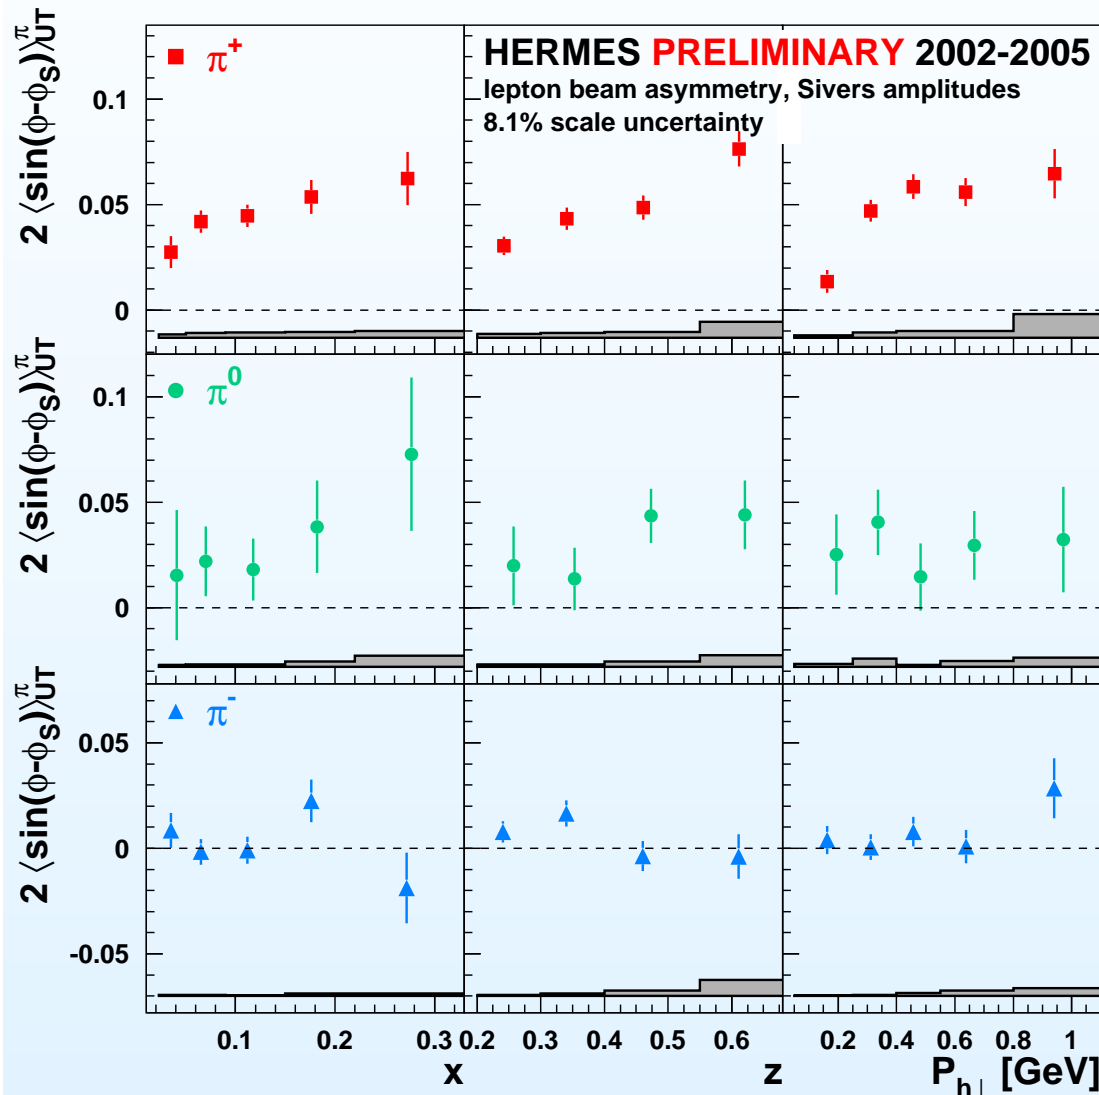 HERMES PRELIMINARY 2002-2005
lepton beam asymmetry, Sivers amplitudes
8.1% scale uncertainty
π+
2 ⟨sin(ϕ-ϕS)⟩πUT
0.1
0.05
0
π0
2 ⟨sin(ϕ-ϕS)⟩πUT
0.1
0.05
0
π-
2 ⟨sin(ϕ-ϕS)⟩πUT
0.05
0
-0.05
0.1 0.2 0.3 0.2 0.3 0.4 0.5 0.6 0.2 0.4 0.6 0.8 1
x z Ph⊥ [GeV]